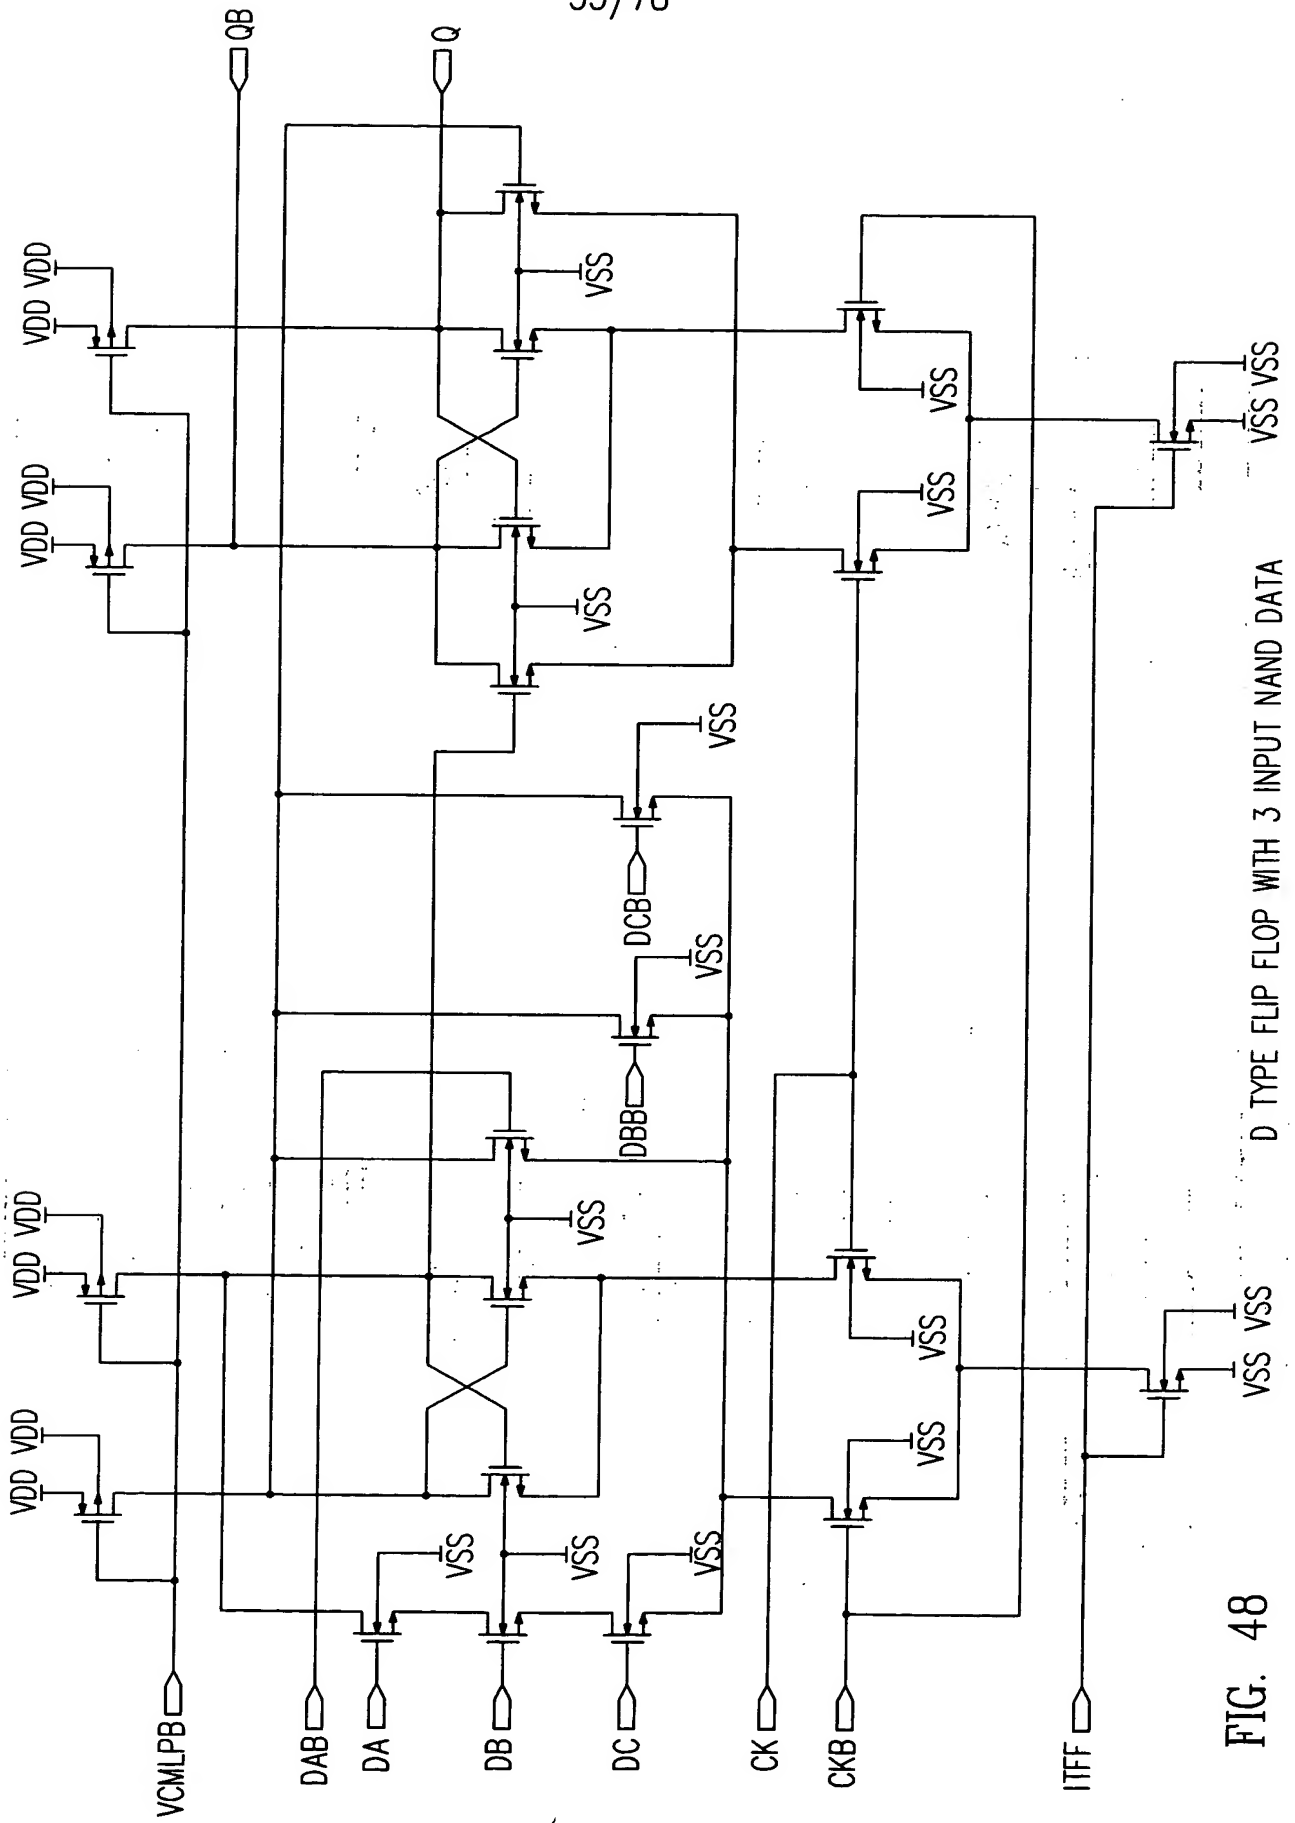 VDD VDD
VDD VDD
VDD VDD
VDD VDD
QB
Q
VCMLPB
DAB
DA
DB
DC
CK
CKB
ITFF
VSS
VSS
VSS
VSS
DBB
VSS
DCB
VSS
VSS
VSS
VSS
VSS
VSS
VSS
VSS VSS
VSS VSS
D TYPE FLIP FLOP WITH 3 INPUT NAND DATA
FIG. 48